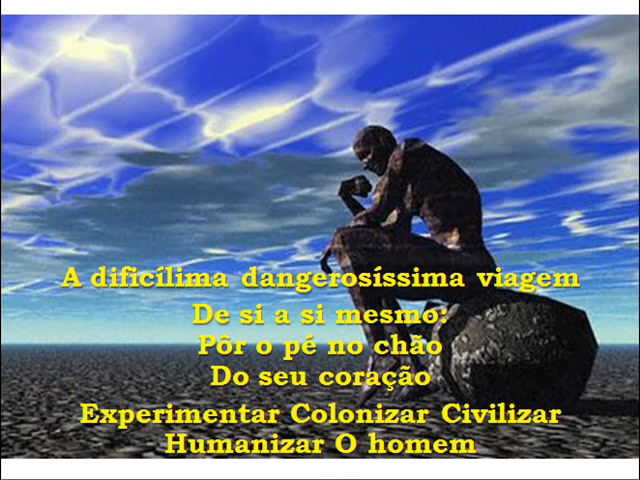 A dificílima dangerosíssima viagem
De si a si mesmo:
Pôr o pé no chão
Do seu coração
Experimentar Colonizar Civilizar
Humanizar O homem